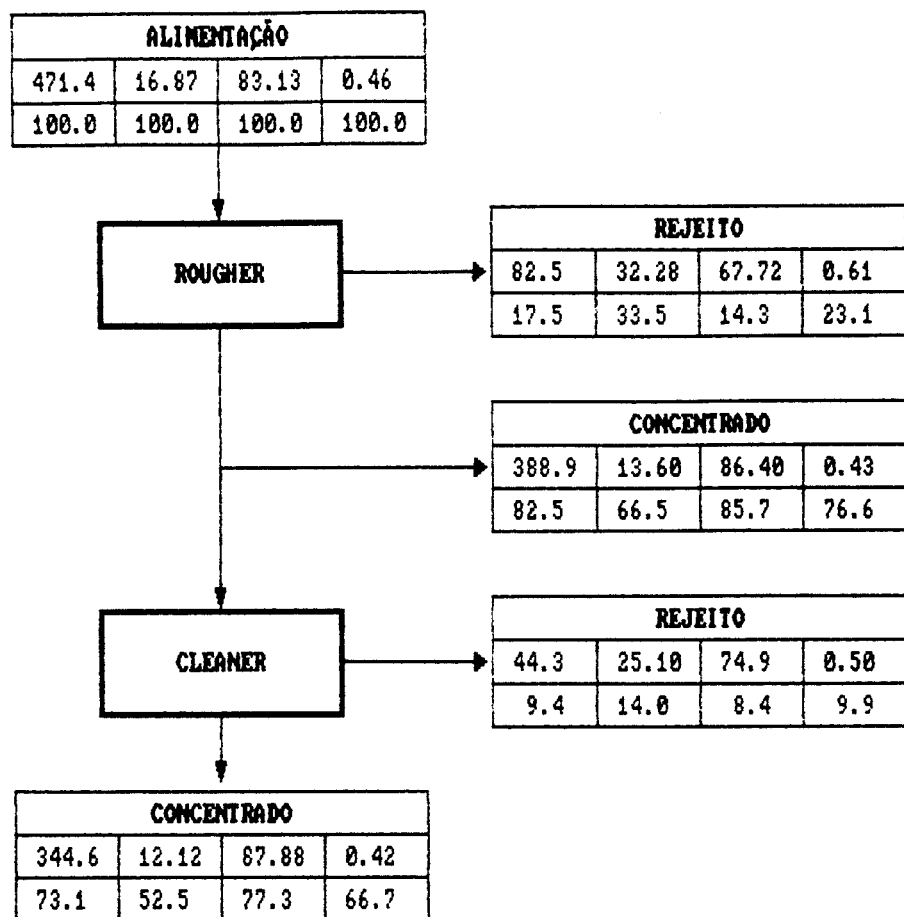 ALIMENTAÇÃO
471.4 16.87 83.13 0.46
100.0 100.0 100.0 100.0
ROUGHER
REJEITO
82.5 32.28 67.72 0.61
17.5 33.5 14.3 23.1
CONCENTRADO
388.9 13.60 86.40 0.43
82.5 66.5 85.7 76.6
CLEANER
REJEITO
44.3 25.10 74.9 0.50
9.4 14.0 8.4 9.9
CONCENTRADO
344.6 12.12 87.88 0.42
73.1 52.5 77.3 66.7